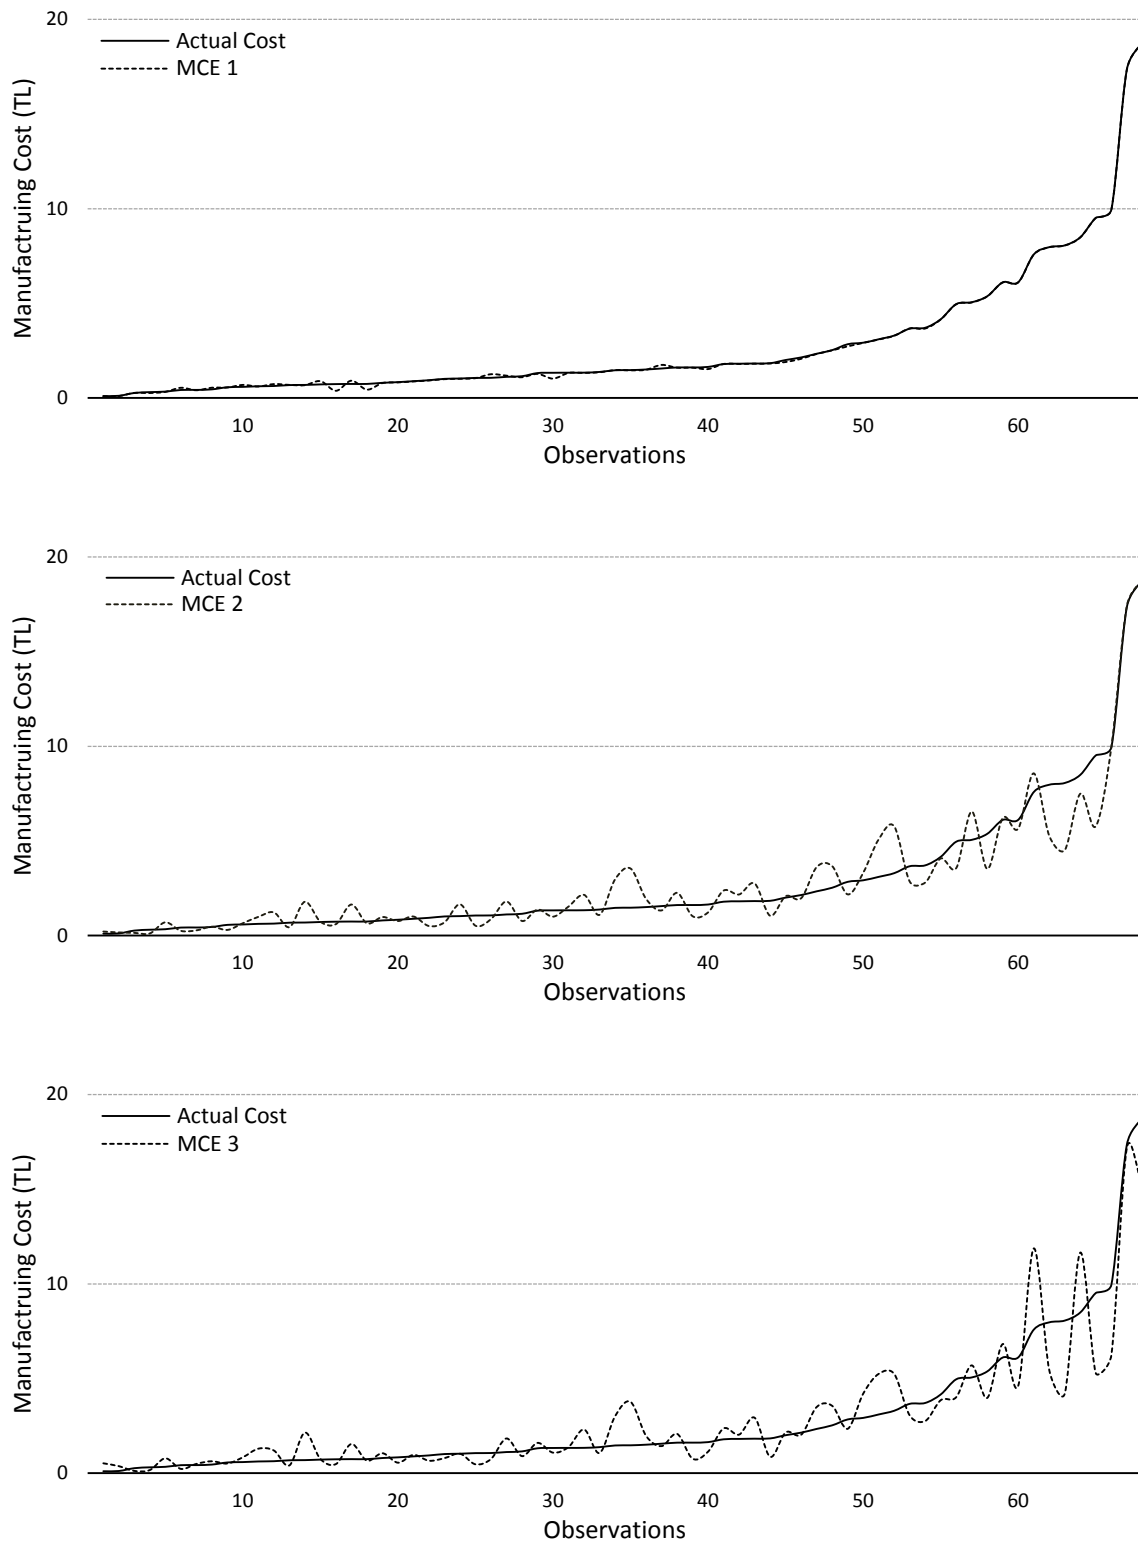 20
Actual Cost
MCE 1
Manufactruing Cost (TL)
10
0
10 20 30 40 50 60
Observations
20
Actual Cost
MCE 2
Manufactruing Cost (TL)
10
0
10 20 30 40 50 60
Observations
20
Actual Cost
MCE 3
Manufactruing Cost (TL)
10
0
10 20 30 40 50 60
Observations